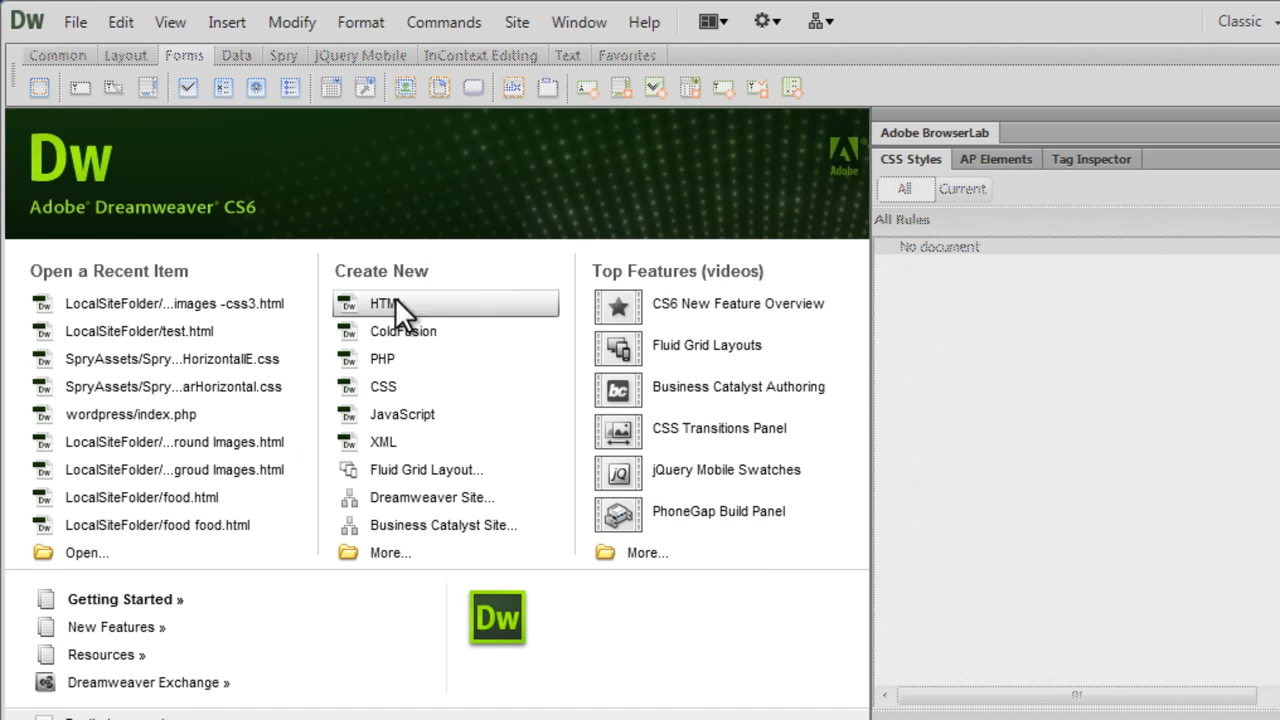 Dw File Edit View Insert Modify Format Commands Site Window Help Classic
Common Layout Forms Data Spry jQuery Mobile InContext Editing Text Favorites
Dw
Adobe® Dreamweaver® CS6
Adobe
Adobe BrowserLab
CSS Styles AP Elements Tag Inspector
All Current
All Rules
No document
Open a Recent Item
LocalSiteFolder/...images -css3.html
LocalSiteFolder/test.html
SpryAssets/Spry...HorizontalIE.css
SpryAssets/Spry...arHorizontal.css
wordpress/index.php
LocalSiteFolder/...round Images.html
LocalSiteFolder/...groud Images.html
LocalSiteFolder/food.html
LocalSiteFolder/food food.html
Open...
Create New
HTML
ColdFusion
PHP
CSS
JavaScript
XML
Fluid Grid Layout...
Dreamweaver Site...
Business Catalyst Site...
More...
Top Features (videos)
CS6 New Feature Overview
Fluid Grid Layouts
bc Business Catalyst Authoring
CSS Transitions Panel
jQ jQuery Mobile Swatches
PhoneGap Build Panel
More...
Getting Started »
New Features »
Resources »
Dreamweaver Exchange »
Dw